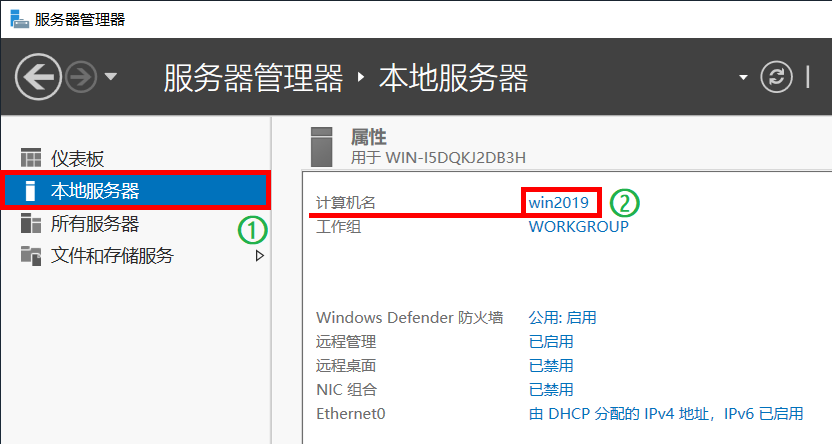 服务器管理器
服务器管理器 ‣ 本地服务器
仪表板
本地服务器
所有服务器
①
文件和存储服务
属性
用于 WIN-I5DQKJ2DB3H
计算机名 win2019 ②
工作组 WORKGROUP
Windows Defender 防火墙 公用: 启用
远程管理 已启用
远程桌面 已禁用
NIC 组合 已禁用
Ethernet0 由 DHCP 分配的 IPv4 地址，IPv6 已启用